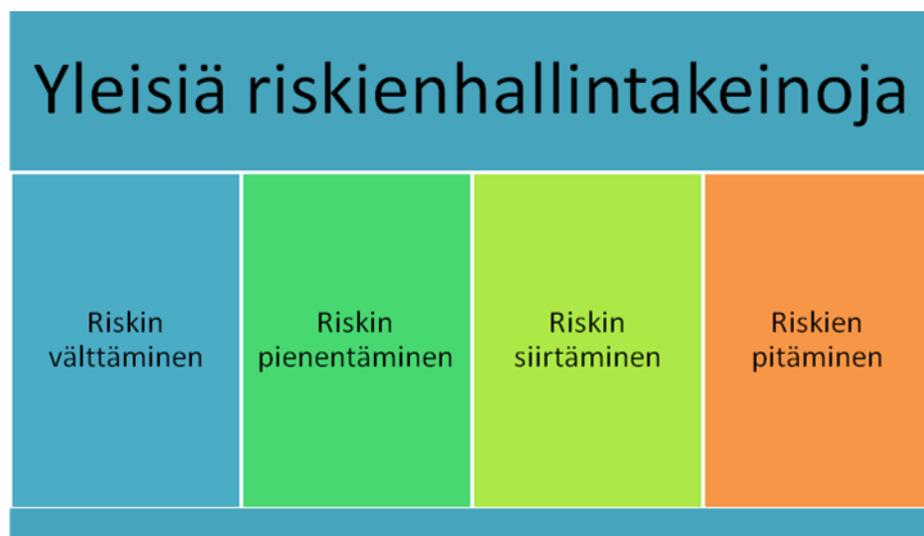 Yleisiä riskienhallintakeinoja
Riskin
välttäminen
Riskin
pienentäminen
Riskin
siirtäminen
Riskien
pitäminen